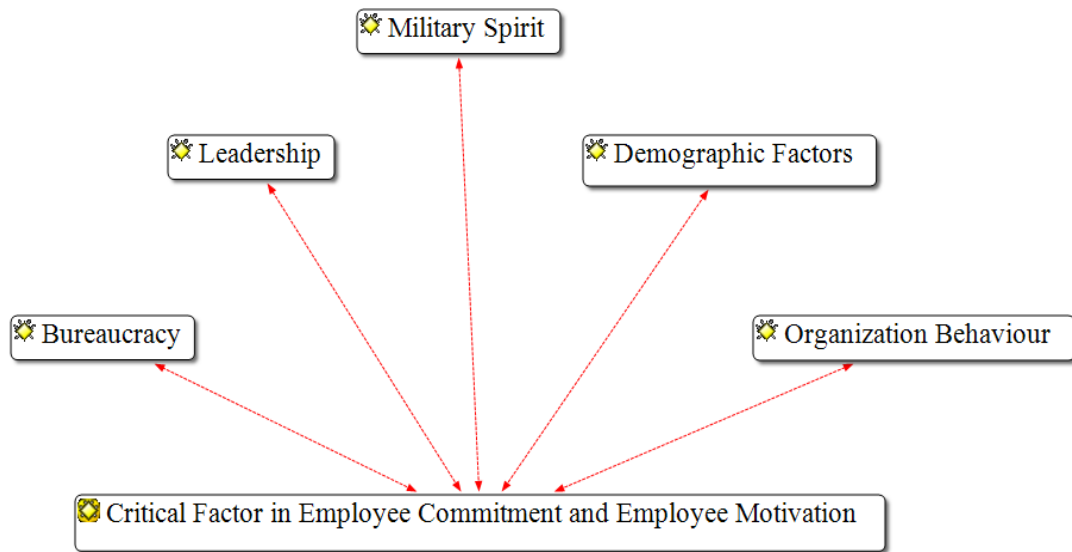 Military Spirit
Leadership
Demographic Factors
Bureaucracy
Organization Behaviour
Critical Factor in Employee Commitment and Employee Motivation